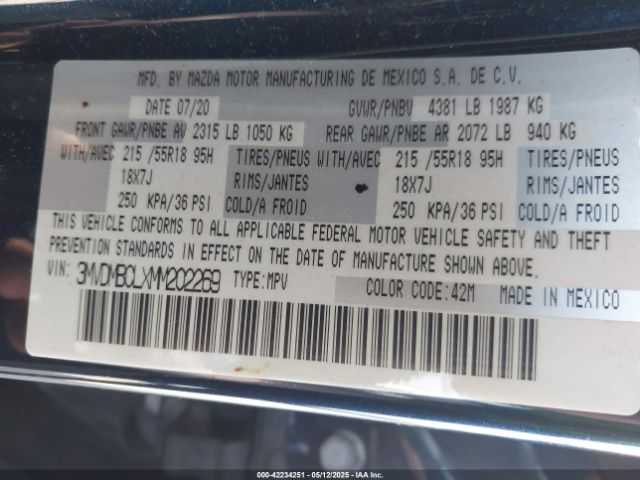 MFD. BY MAZDA MOTOR MANUFACTURING DE MEXICO S.A. DE C.V.
DATE 07/20 GVWR/PNBV 4381 LB 1987 KG
FRONT GAWR/PNBE AV 2315 LB 1050 KG REAR GAWR/PNBE AR 2072 LB 940 KG
WITH/AVEC 215 /55R18 95H TIRES/PNEUS WITH/AVEC 215 /55R18 95H TIRES/PNEUS
18X7J RIMS/JANTES 18X7J RIMS/JANTES
250 KPA/36 PSI COLD/A FROID 250 KPA/36 PSI COLD/A FROID
THIS VEHICLE CONFORMS TO ALL APPLICABLE FEDERAL MOTOR VEHICLE SAFETY AND THEFT
PREVENTION STANDARDS IN EFFECT ON THE DATE OF MANUFACTURE SHOWN ABOVE.
VIN: 3MVDMBCLXMM202269 TYPE:MPV
COLOR CODE:42M MADE IN MEXICO
000-42234251 - 05/12/2025 - IAAI.CA